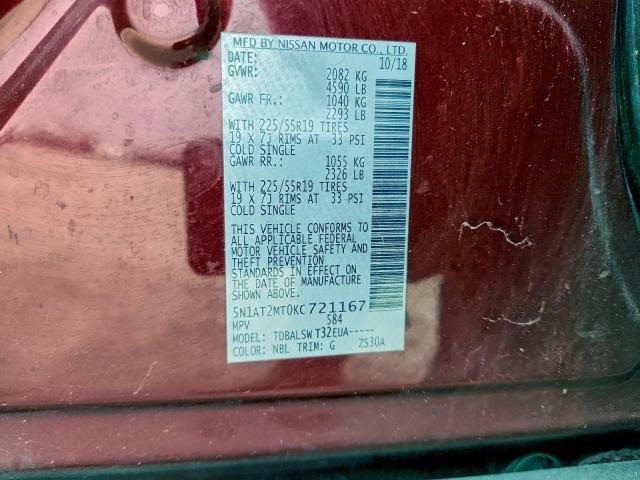 MFD BY NISSAN MOTOR CO., LTD.
DATE: 10/18
GVWR: 2082 KG
4590 LB
GAWR FR.: 1040 KG
2293 LB
WITH 225/55R19 TIRES
19 X 7J RIMS AT 33 PSI
COLD SINGLE
GAWR RR.: 1055 KG
2326 LB
WITH 225/55R19 TIRES
19 X 7J RIMS AT 33 PSI
COLD SINGLE
THIS VEHICLE CONFORMS TO
ALL APPLICABLE FEDERAL
MOTOR VEHICLE SAFETY AND
THEFT PREVENTION
STANDARDS IN EFFECT ON
THE DATE OF MANUFACTURE
SHOWN ABOVE.
5N1AT2MT0KC721167
MPV 584
MODEL: TDBALSW T32EUA-----
COLOR: NBL TRIM: G ZS30A